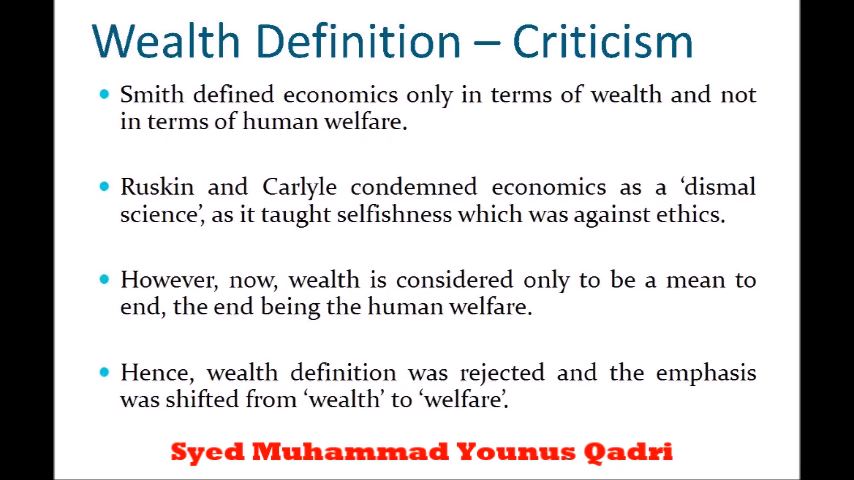 Wealth Definition – Criticism
Smith defined economics only in terms of wealth and not
in terms of human welfare.
Ruskin and Carlyle condemned economics as a ‘dismal
science’, as it taught selfishness which was against ethics.
However, now, wealth is considered only to be a mean to
end, the end being the human welfare.
Hence, wealth definition was rejected and the emphasis
was shifted from ‘wealth’ to ‘welfare’.
Syed Muhammad Younus Qadri